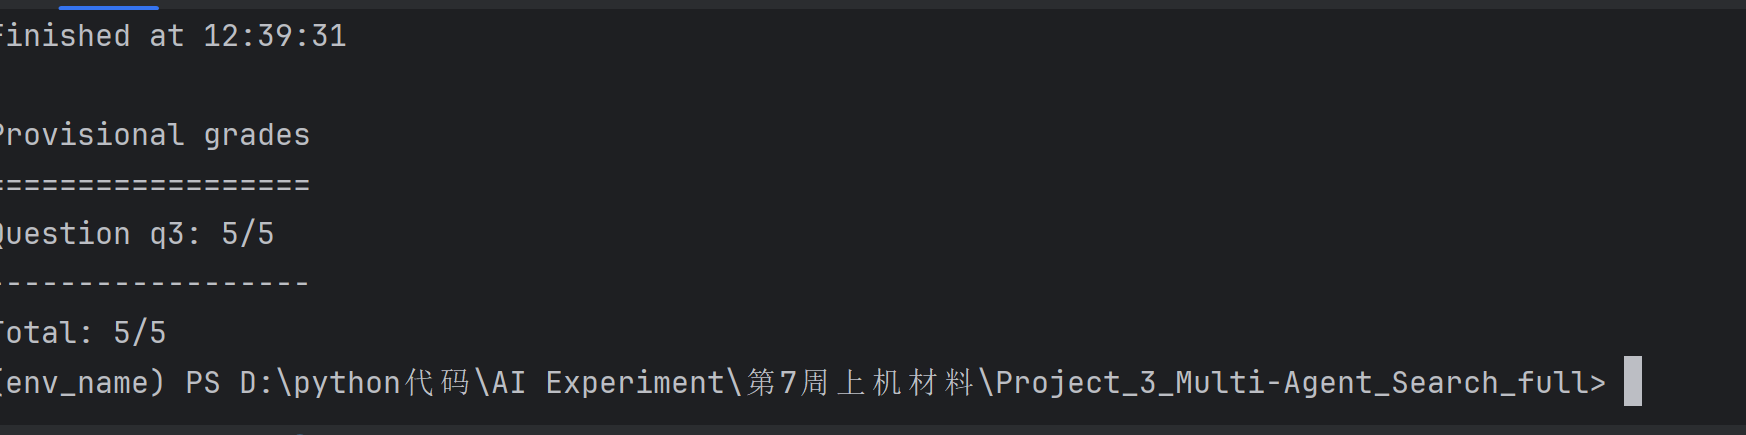 Finished at 12:39:31
Provisional grades
==================
Question q3: 5/5
------------------
Total: 5/5
(env_name) PS D:\python代码\AI Experiment\第7周上机材料\Project_3_Multi-Agent_Search_full>